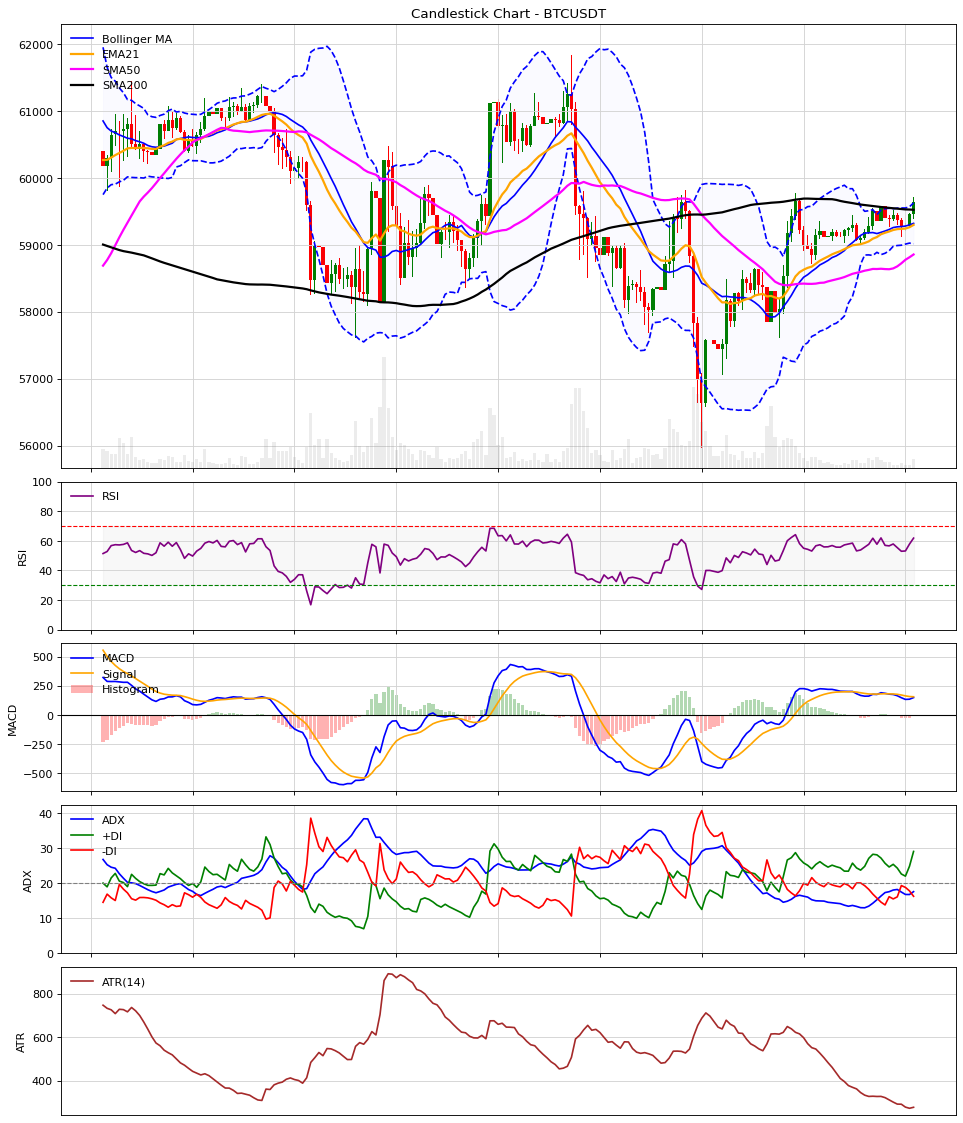 Candlestick Chart - BTCUSDT
62000
61000
60000
59000
58000
57000
56000
Bollinger MA
EMA21
SMA50
SMA200
100
80
60
40
20
0
RSI
RSI
500
250
0
−250
−500
MACD
MACD
Signal
Histogram
40
30
20
10
0
ADX
ADX
+DI
-DI
800
600
400
ATR
ATR(14)